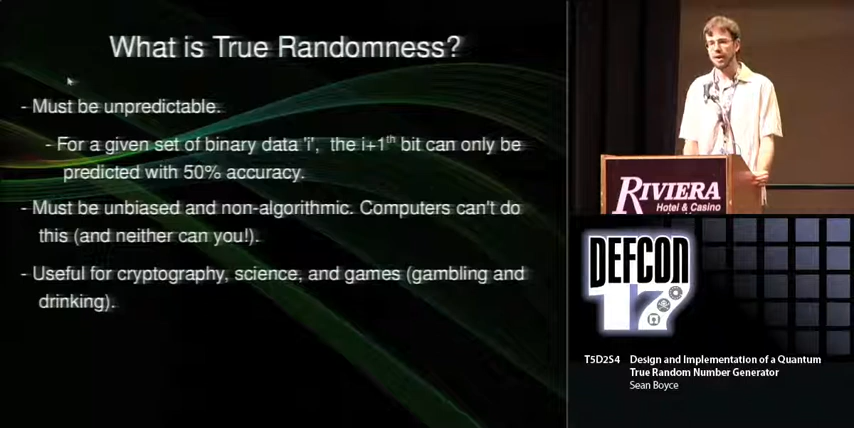 What is True Randomness?
- Must be unpredictable.
- For a given set of binary data 'i', the i+1th bit can only be
predicted with 50% accuracy.
- Must be unbiased and non-algorithmic. Computers can't do
this (and neither can you!).
- Useful for cryptography, science, and games (gambling and
drinking).
RIVIERA
Hotel & Casino
DEFCON
17
T5D2S4 Design and Implementation of a Quantum
True Random Number Generator
Sean Boyce